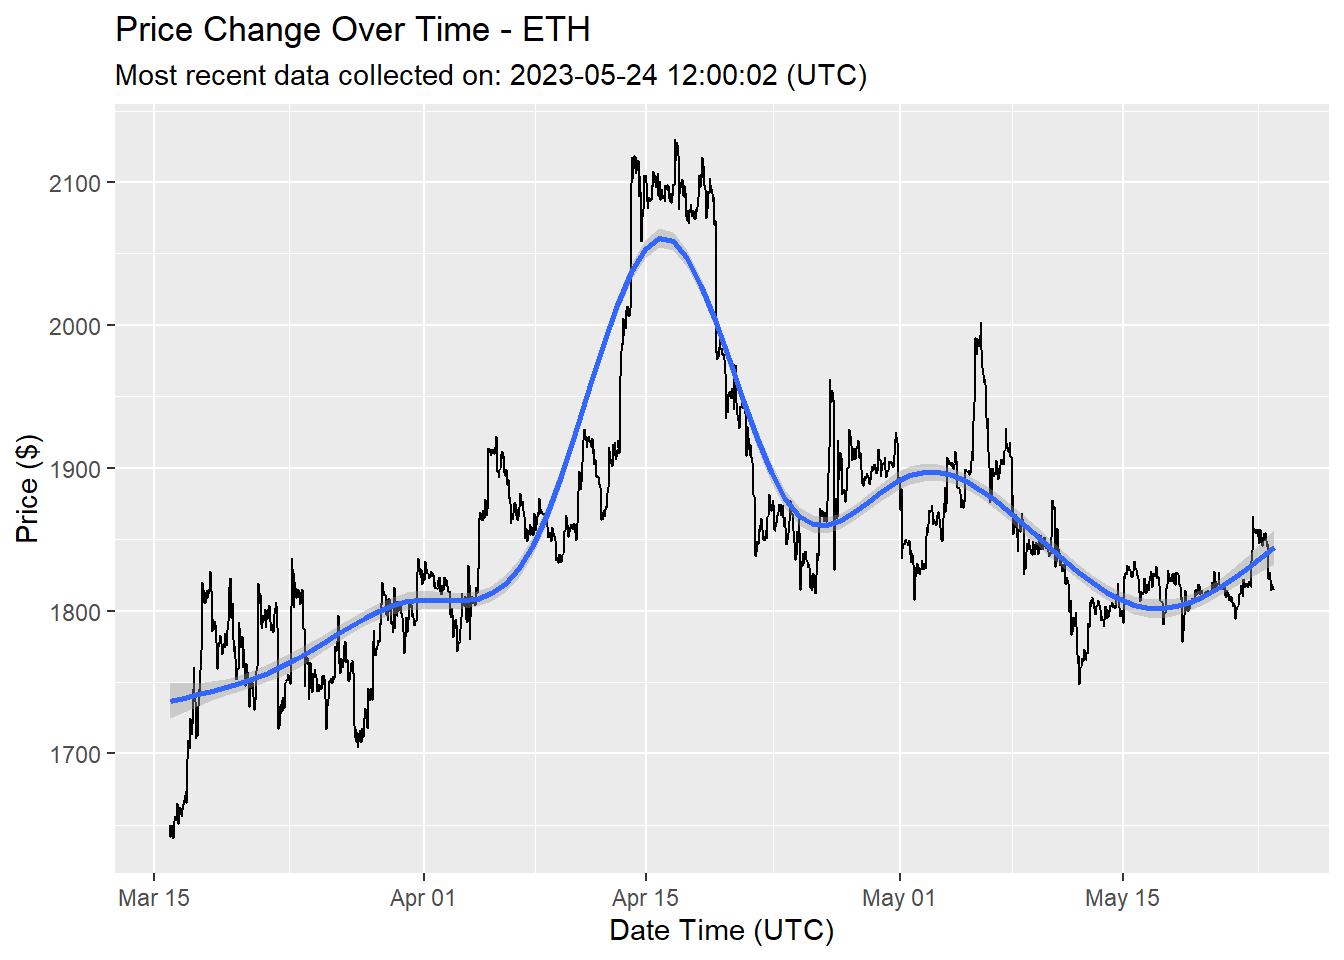 Price Change Over Time - ETH
Most recent data collected on: 2023-05-24 12:00:02 (UTC)
Price ($)
2100
2000
1900
1800
1700
Mar 15 Apr 01 Apr 15 May 01 May 15
Date Time (UTC)